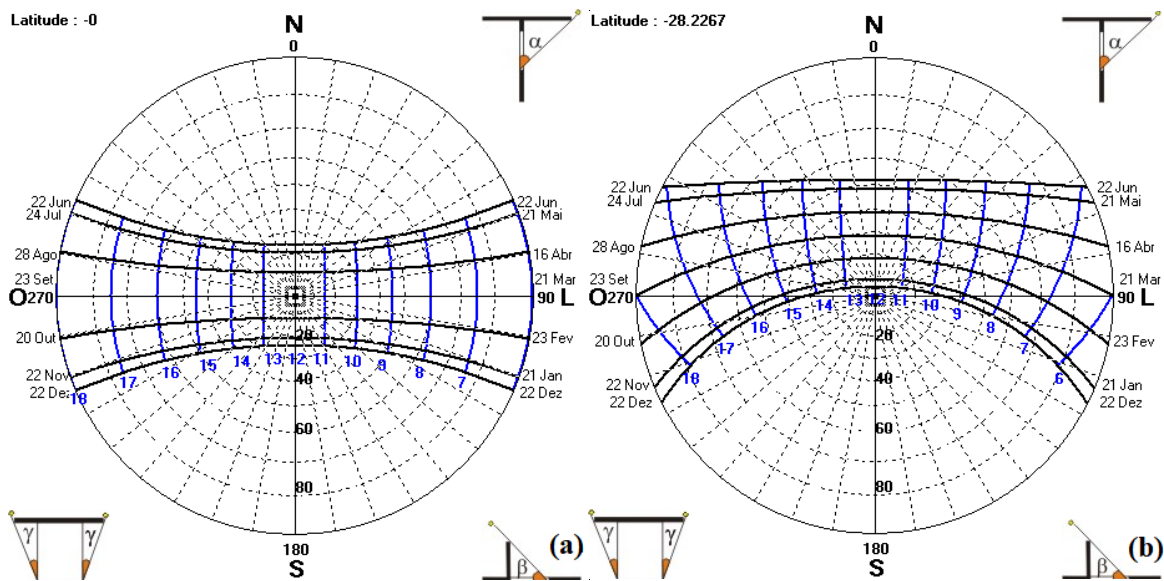 Latitude : -0
N
0
α
22 Jun
24 Jul
28 Ago
23 Set
O 270
20 Out
22 Nov
22 Dez
22 Jun
21 Mai
16 Abr
21 Mar
90 L
23 Fev
21 Jan
22 Dez
18
17
16
15
14
13
12
11
10
9
8
7
20
40
60
80
180
S
γ
γ
β
(a)
Latitude : -28.2267
N
0
α
22 Jun
24 Jul
28 Ago
23 Set
O 270
20 Out
22 Nov
22 Dez
22 Jun
21 Mai
16 Abr
21 Mar
90 L
23 Fev
21 Jan
22 Dez
18
17
16
15
14
13
12
11
10
9
8
7
6
20
40
60
80
180
S
γ
γ
β
(b)